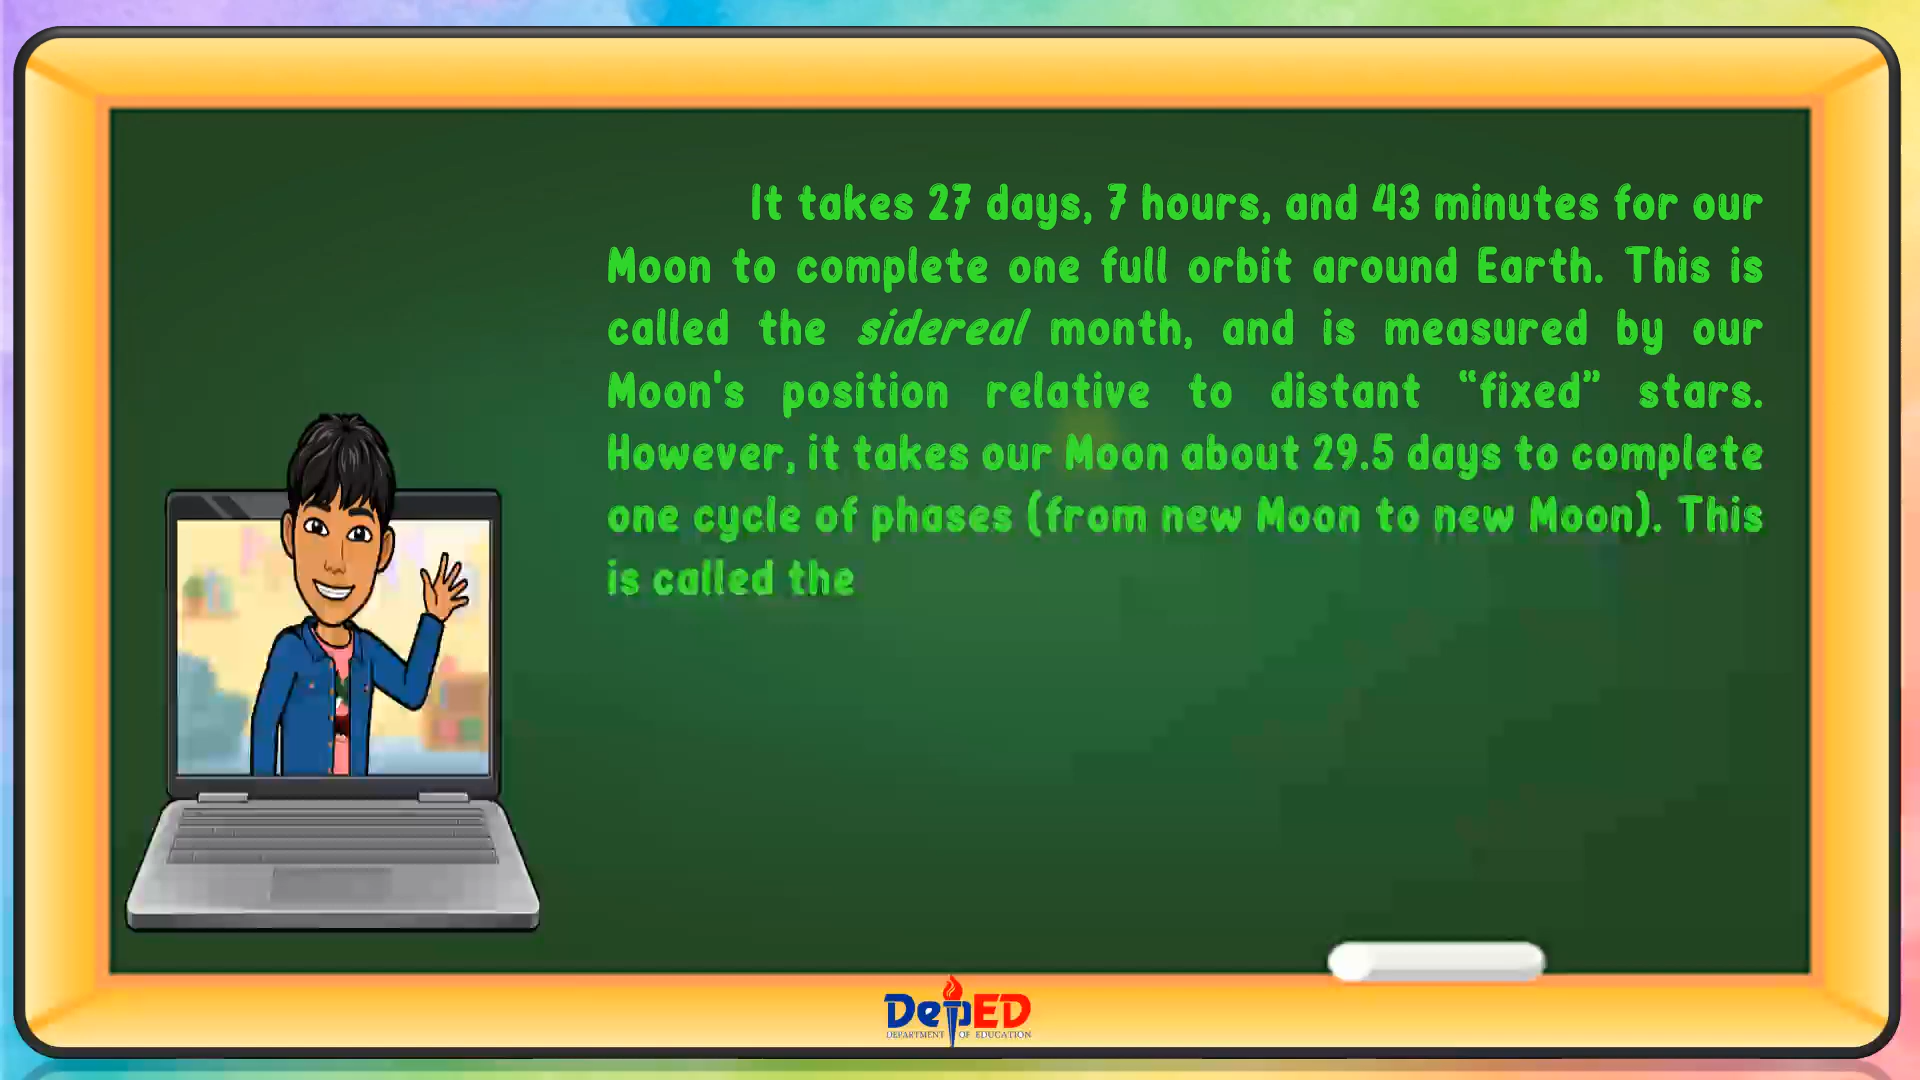 It takes 27 days, 7 hours, and 43 minutes for our
Moon to complete one full orbit around Earth. This is
called the sidereal month, and is measured by our
Moon's position relative to distant “fixed” stars.
However, it takes our Moon about 29.5 days to complete
one cycle of phases (from new Moon to new Moon). This
is called the
DepED
DEPARTMENT OF EDUCATION